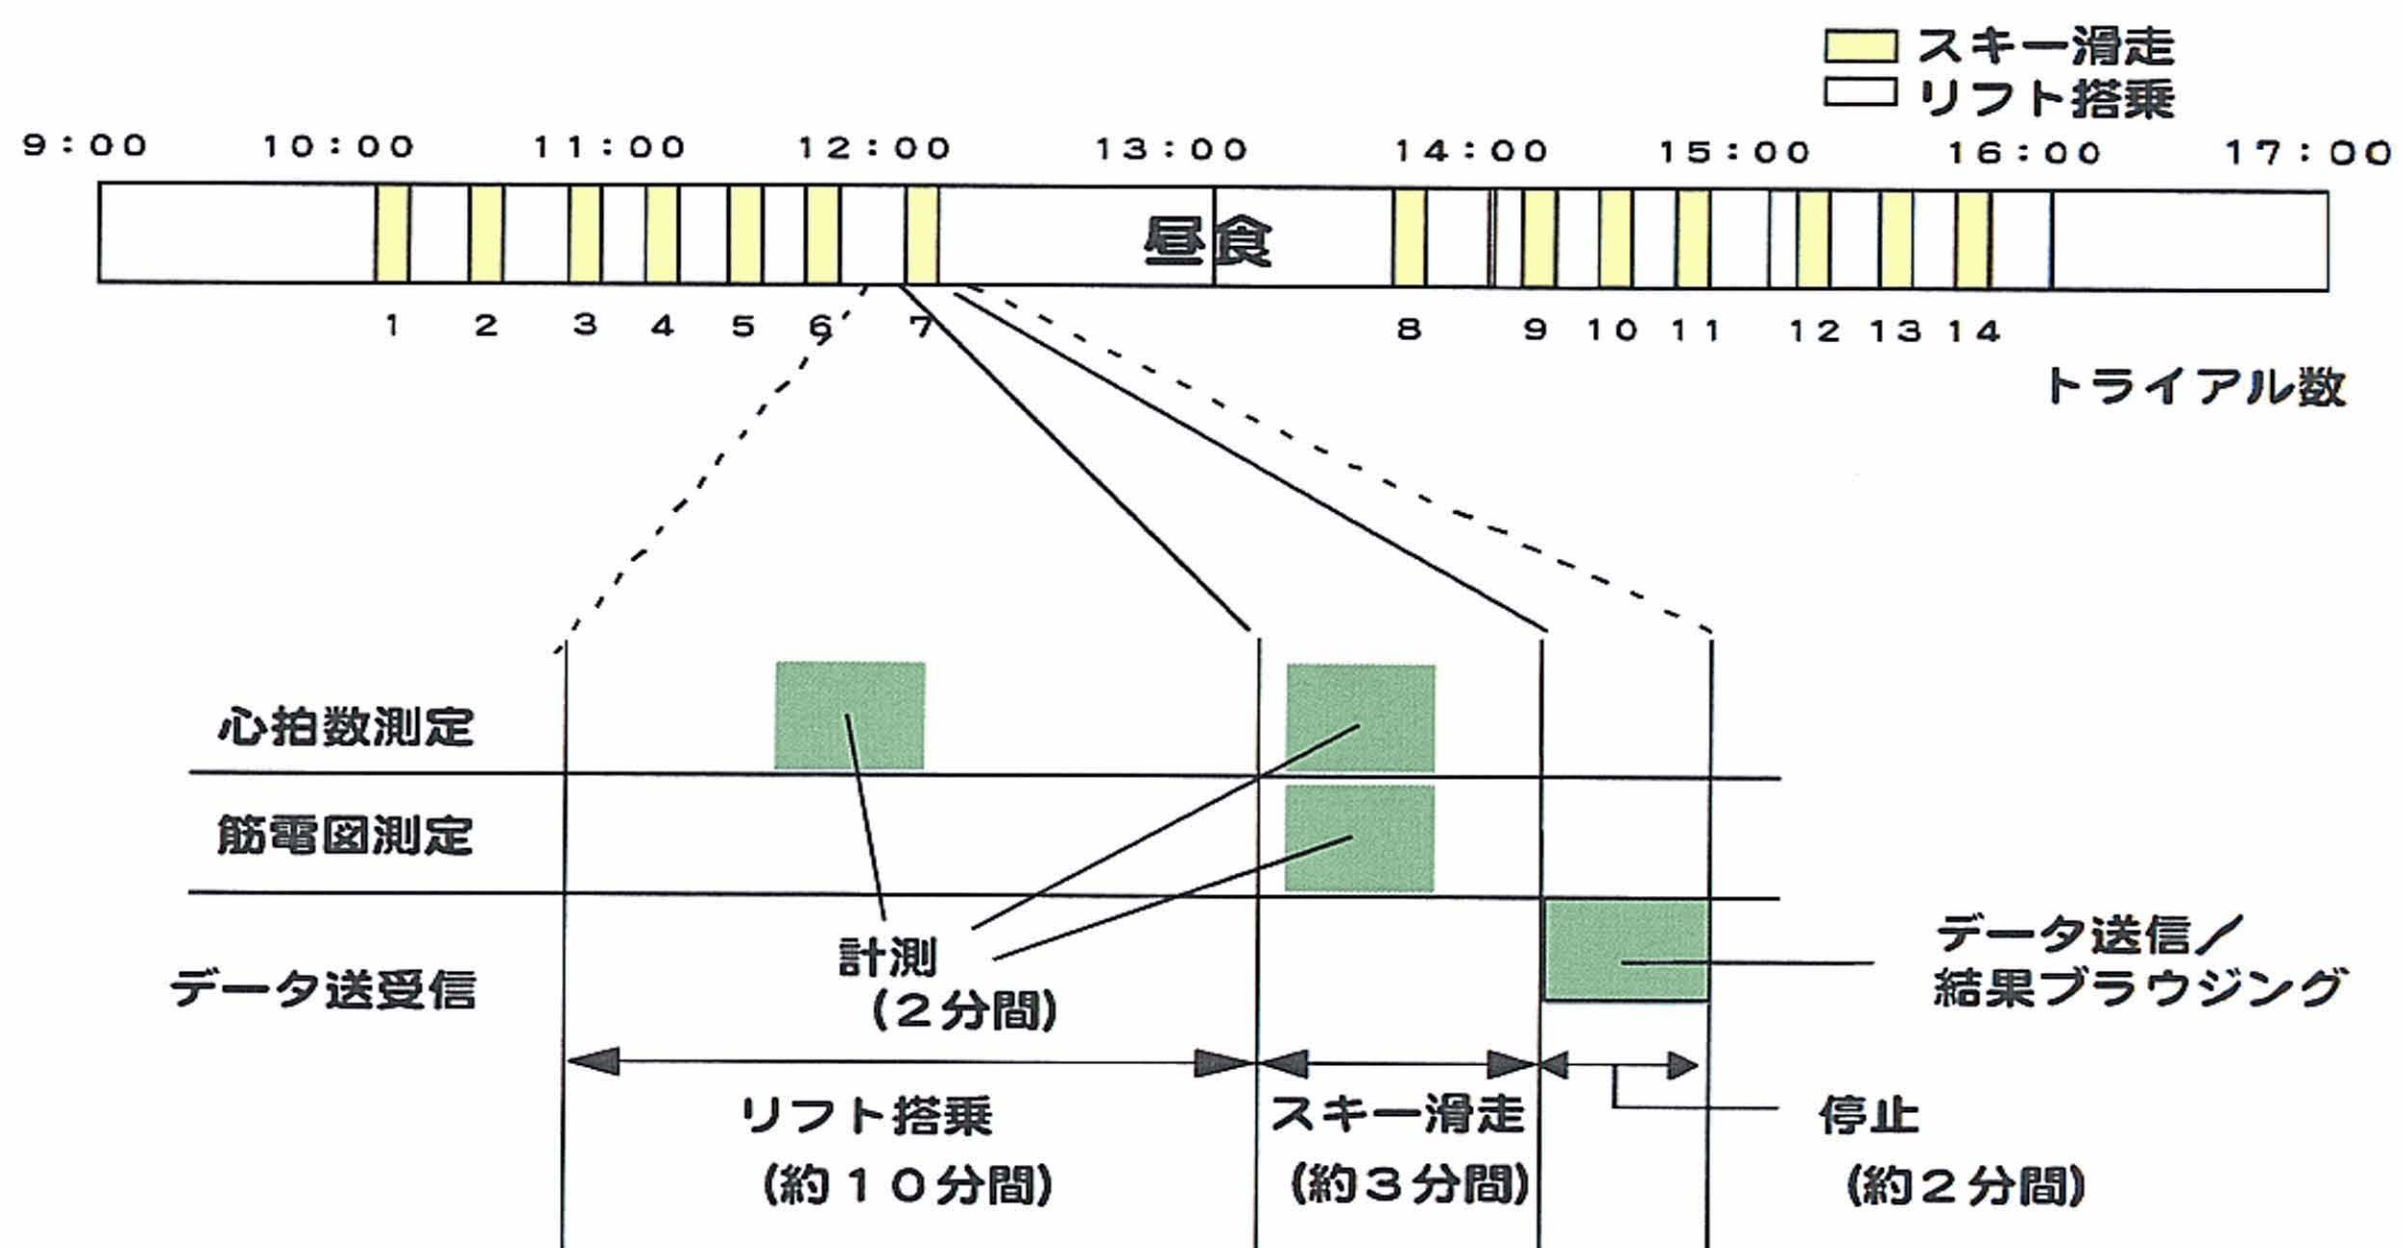 スキー滑走
リフト搭乗
9:00 10:00 11:00 12:00 13:00 14:00 15:00 16:00 17:00
昼食
1 2 3 4 5 6 7 8 9 10 11 12 13 14
トライアル数
心拍数測定
筋電図測定
データ送受信
計測
(2分間)
データ送信/
結果ブラウジング
リフト搭乗
(約10分間)
スキー滑走
(約3分間)
停止
(約2分間)